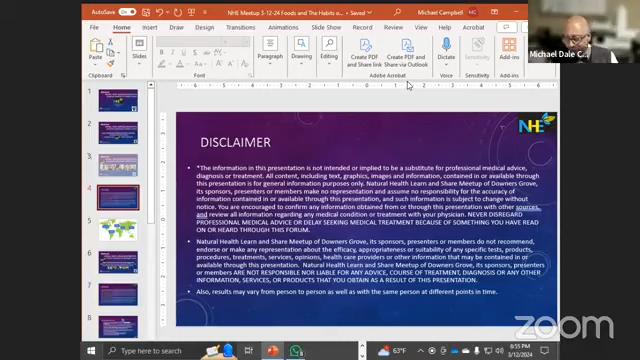 AutoSave On
NHE Meetup 3-12-24 Foods and The Habits o... • Saved
Michael Campbell
MC
File Home Insert Draw Design Transitions Animations Slide Show Record Review View Help Acrobat
Paste
Slides
Paragraph
Drawing
Editing
Create PDF and Share link
Create PDF and Share via Outlook
Dictate
Sensitivity
Add-ins
Clipboard
Font
Adobe Acrobat
Voice
Sensitivity
Add-ins
Michael Dale C...
1
2
3
4
5
6
7
8
NHE
DISCLAIMER
*The information in this presentation is not intended or implied to be a substitute for professional medical advice,
diagnosis or treatment. All content, including text, graphics, images and information, contained in or available through
this presentation is for general information purposes only. Natural Health Learn and Share Meetup of Downers Grove,
its sponsors, presenters or members make no representation and assume no responsibility for the accuracy of
information contained in or available through this presentation, and such information is subject to change without
notice. You are encouraged to confirm any information obtained from or through this presentation with other sources,
and review all information regarding any medical condition or treatment with your physician. NEVER DISREGARD
PROFESSIONAL MEDICAL ADVICE OR DELAY SEEKING MEDICAL TREATMENT BECAUSE OF SOMETHING YOU HAVE READ
ON OR HEARD THROUGH THIS FORUM.
Natural Health Learn and Share Meetup of Downers Grove, its sponsors, presenters or members do not recommend,
endorse or make any representation about the efficacy, appropriateness or suitability of any specific tests, products,
procedures, treatments, services, opinions, health care providers or other information that may be contained in or
available through this presentation. Natural Health Learn and Share Meetup of Downers Grove, its sponsors, presenters
or members ARE NOT RESPONSIBLE NOR LIABLE FOR ANY ADVICE, COURSE OF TREATMENT, DIAGNOSIS OR ANY OTHER
INFORMATION, SERVICES, OR PRODUCTS THAT YOU OBTAIN AS A RESULT OF THIS PRESENTATION.
Also, results may vary from person to person as well as with the same person at different points in time.
zoom
Type here to search
63°F
8:55 PM
3/12/2024